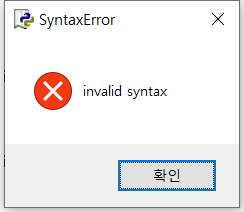 SyntaxError
invalid syntax
확인